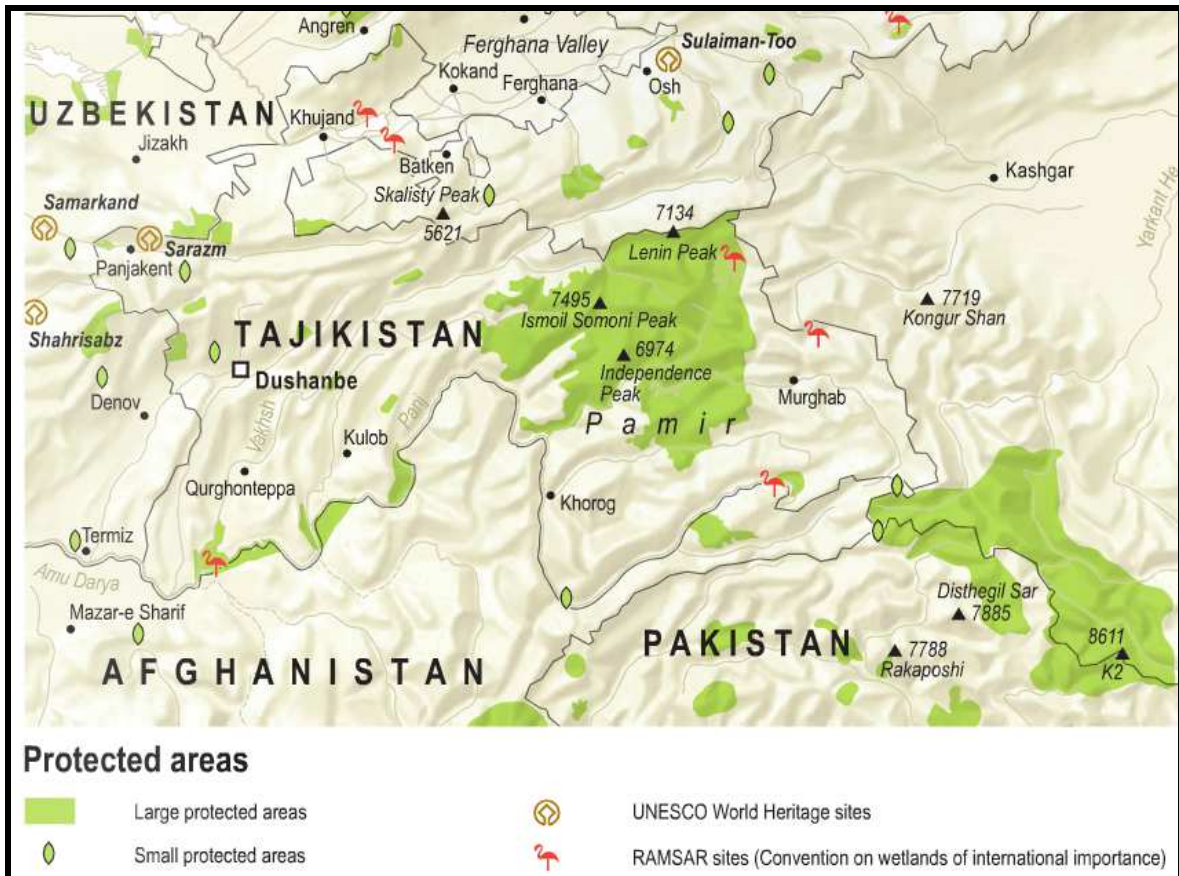 Angren
Ferghana Valley
Sulaiman-Too
Kokand
Ferghana
Osh
UZBEKISTAN
Khujand
Jizakh
Batken
Kashgar
Skalisty Peak
5621
Samarkand
Sarazm
Panjakent
7134
Lenin Peak
Yarkant He
7495
Ismoil Somoni Peak
7719
Kongur Shan
Shahrisabz
TAJIKISTAN
6974
Independence
Peak
Dushanbe
Murghab
Denov
Vakhsh
Panj
Pamir
Kulob
Qurghonteppa
Khorog
Termiz
Amu Darya
Mazar-e Sharif
Disthegil Sar
7885
PAKISTAN
7788
Rakaposhi
8611
K2
AFGHANISTAN
Protected areas
Large protected areas
UNESCO World Heritage sites
Small protected areas
RAMSAR sites (Convention on wetlands of international importance)